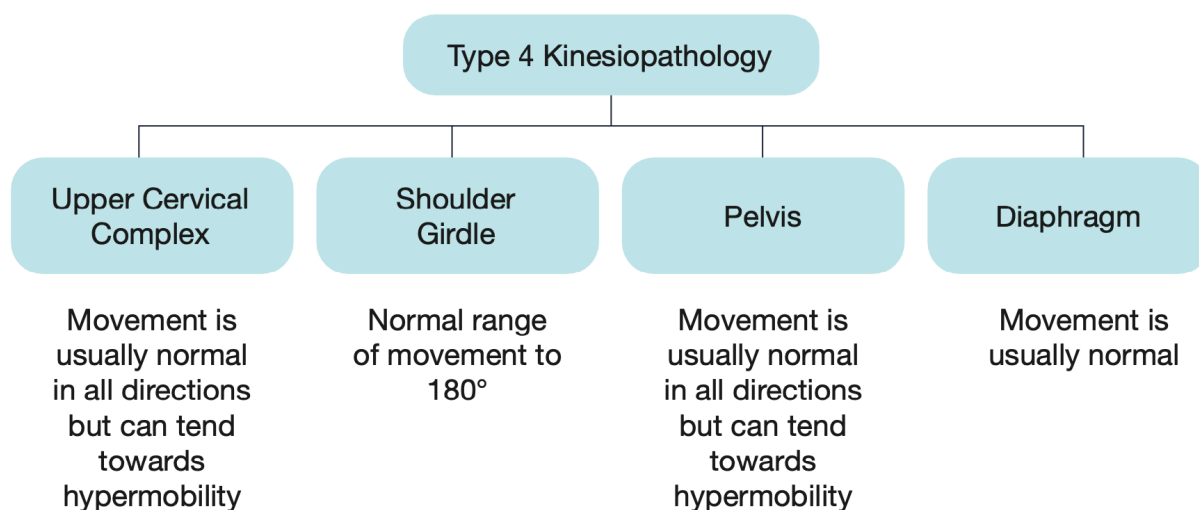 Type 4 Kinesiopathology
Upper Cervical
Complex
Shoulder
Girdle
Pelvis
Diaphragm
Movement is
usually normal
in all directions
but can tend
towards
hypermobility
Normal range
of movement to
180°
Movement is
usually normal
in all directions
but can tend
towards
hypermobility
Movement is
usually normal